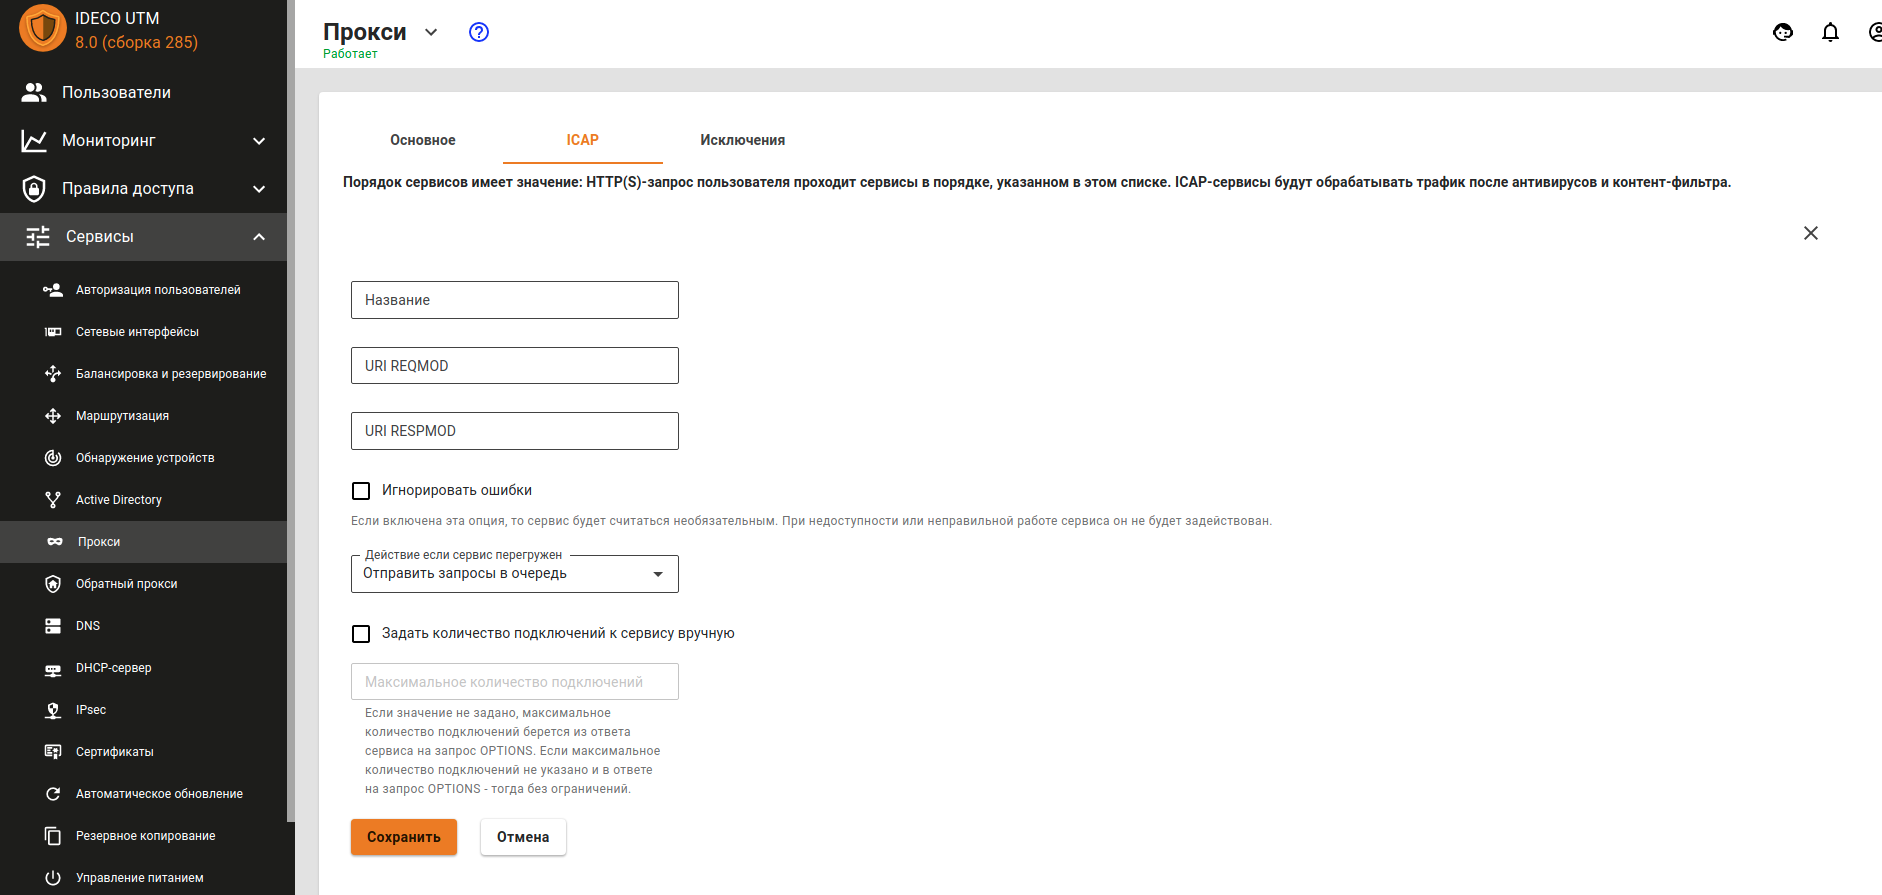 IDECO UTM
8.0 (сборка 285)
Пользователи
Мониторинг
Правила доступа
Сервисы
Авторизация пользователей
Сетевые интерфейсы
Балансировка и резервирование
Маршрутизация
Обнаружение устройств
Active Directory
Прокси
Обратный прокси
DNS
DHCP-сервер
IPsec
Сертификаты
Автоматическое обновление
Резервное копирование
Управление питанием
Прокси
Работает
Основное ICAP Исключения
Порядок сервисов имеет значение: HTTP(S)-запрос пользователя проходит сервисы в порядке, указанном в этом списке. ICAP-сервисы будут обрабатывать трафик после антивирусов и контент-фильтра.
Название
URI REQMOD
URI RESPMOD
Игнорировать ошибки
Если включена эта опция, то сервис будет считаться необязательным. При недоступности или неправильной работе сервиса он не будет задействован.
Действие если сервис перегружен
Отправить запросы в очередь
Задать количество подключений к сервису вручную
Максимальное количество подключений
Если значение не задано, максимальное
количество подключений берется из ответа
сервиса на запрос OPTIONS. Если максимальное
количество подключений не указано и в ответе
на запрос OPTIONS - тогда без ограничений.
Сохранить Отмена